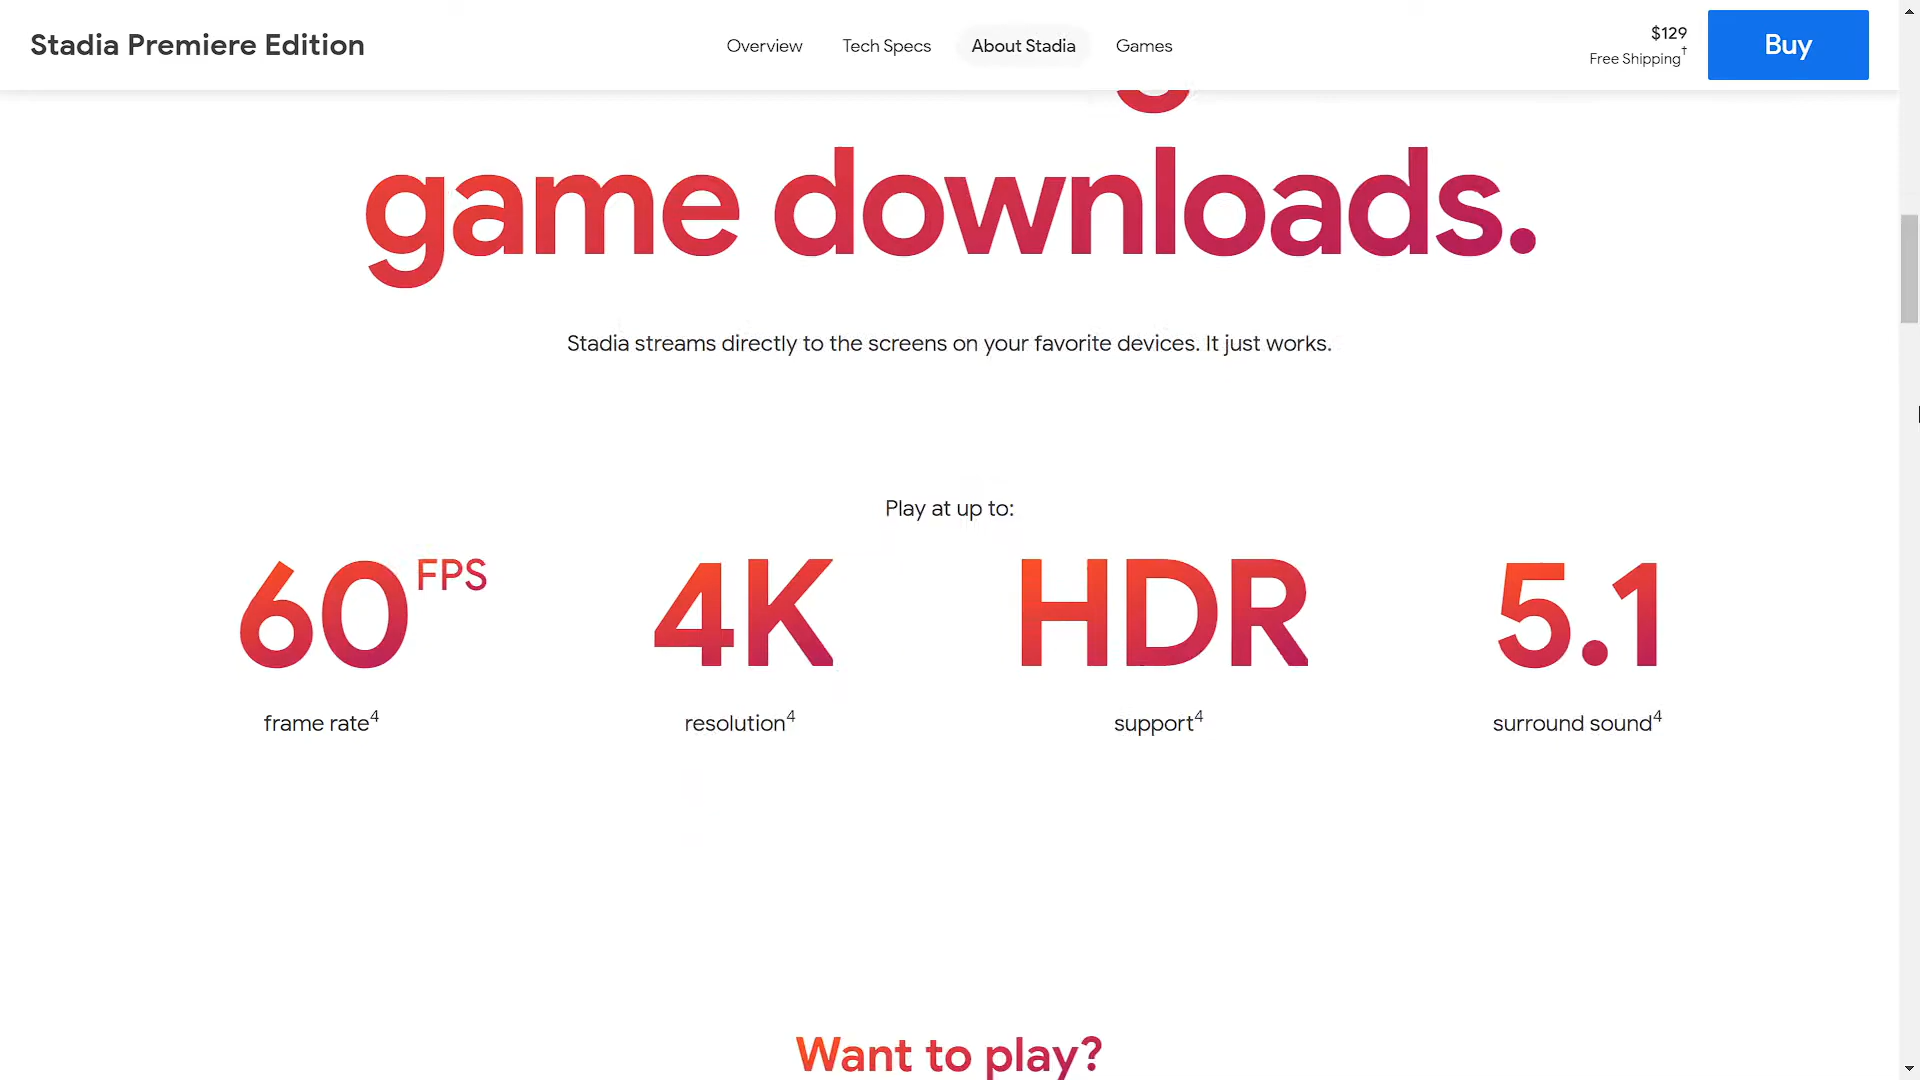 Stadia Premiere Edition
Overview
Tech Specs
About Stadia
Games
$129
Free Shipping†
Buy
game downloads.
Stadia streams directly to the screens on your favorite devices. It just works.
Play at up to:
60 FPS
frame rate4
4K
resolution4
HDR
support4
5.1
surround sound4
Want to play?